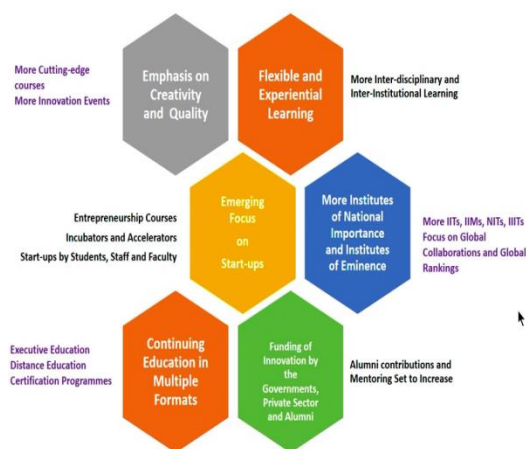 More Cutting-edge
courses
More Innovation Events
Emphasis on
Creativity
and Quality
Flexible and
Experiential
Learning
More Inter-disciplinary and
Inter-Institutional Learning
Entrepreneurship Courses
Incubators and Accelerators
Start-ups by Students, Staff and Faculty
Emerging
Focus
on
Start-ups
More Institutes
of National
Importance
and Institutes
of Eminence
More IITs, IIMs, NITs, IIITs
Focus on Global
Collaborations and Global
Rankings
Executive Education
Distance Education
Certification Programmes
Continuing
Education in
Multiple
Formats
Funding of
Innovation by
the
Governments,
Private Sector
and Alumni
Alumni contributions and
Mentoring Set to Increase